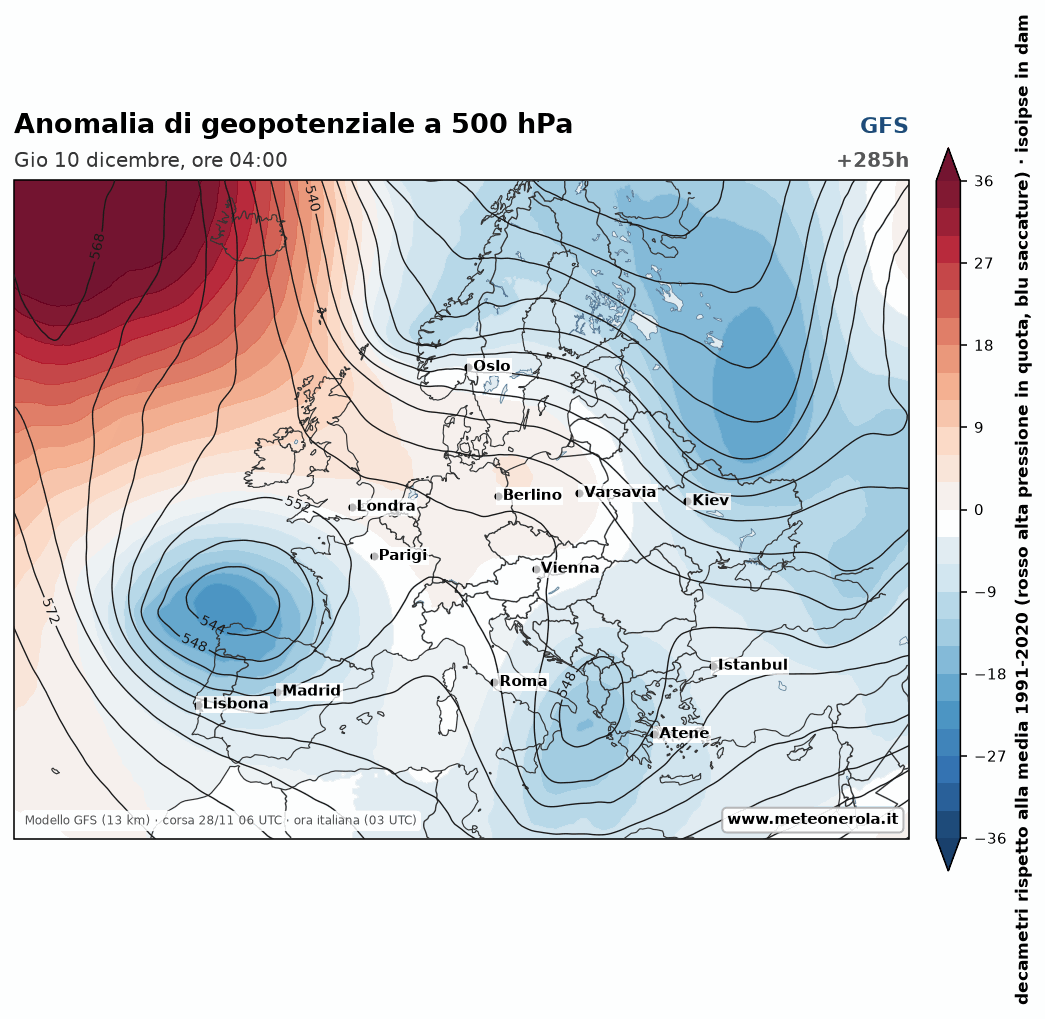 Anomalia di geopotenziale a 500 hPa
GFS
Gio 10 dicembre, ore 04:00
+285h
540
568
Oslo
552
Londra
Berlino
Varsavia
Kiev
Parigi
Vienna
572
544
548
548
Madrid
Lisbona
Roma
Istanbul
Atene
Modello GFS (13 km) · corsa 28/11 06 UTC · ora italiana (03 UTC)
www.meteonerola.it
36
27
18
9
0
−9
−18
−27
−36
decametri rispetto alla media 1991-2020 (rosso alta pressione in quota, blu saccature) · isoipse in dam